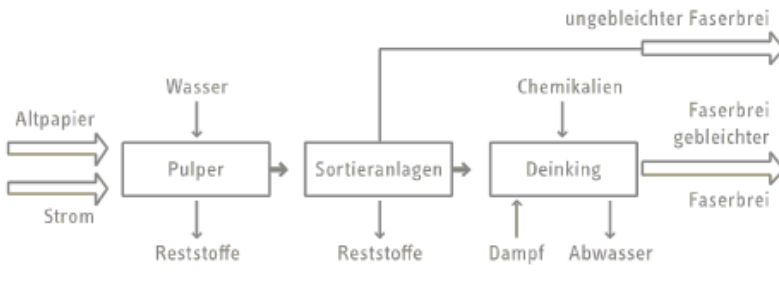 ungebleichter Faserbrei
Wasser
Chemikalien
Altpapier
Faserbrei
gebleichter
Pulper
Sortieranlagen
Deinking
Strom
Faserbrei
Reststoffe
Reststoffe
Dampf
Abwasser